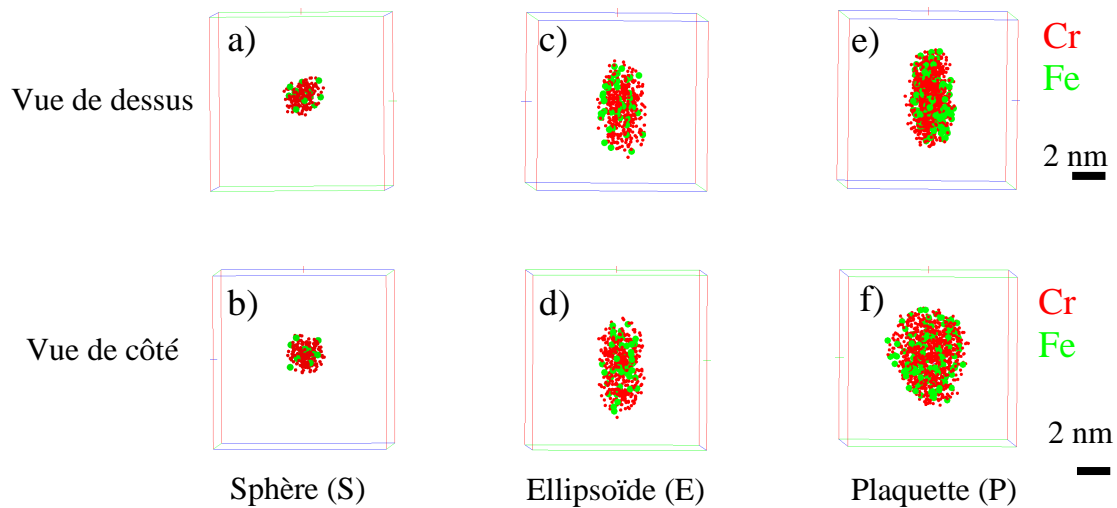 a)
c)
e)
Cr
Fe
Vue de dessus
2 nm
b)
d)
f)
Cr
Fe
Vue de côté
2 nm
Sphère (S)
Ellipsoïde (E)
Plaquette (P)